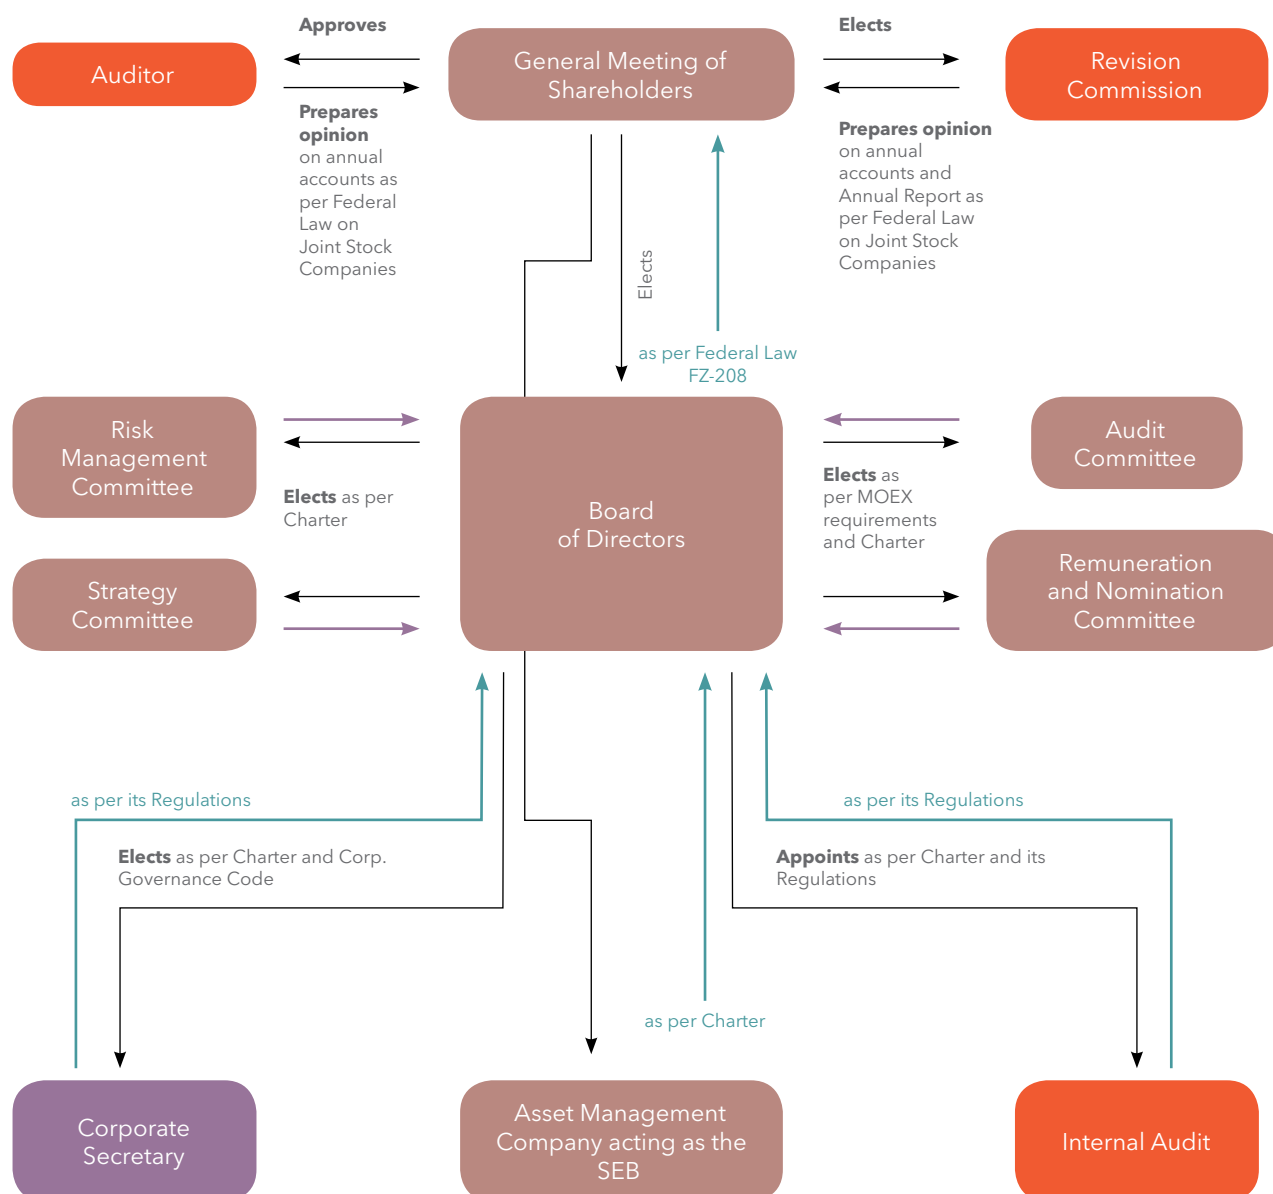 Approves
Elects
Auditor
General Meeting of
Shareholders
Revision
Commission
Prepares
opinion
on annual
accounts as
per Federal
Law on
Joint Stock
Companies
Prepares opinion
on annual
accounts and
Annual Report as
per Federal Law
on Joint Stock
Companies
Elects
as per Federal Law
FZ-208
Risk
Management
Committee
Audit
Committee
Elects as per
Charter
Board
of Directors
Elects as
per MOEX
requirements
and Charter
Strategy
Committee
Remuneration
and Nomination
Committee
as per its Regulations
as per its Regulations
Elects as per Charter and Corp.
Governance Code
Appoints as per Charter and its
Regulations
as per Charter
Corporate
Secretary
Asset Management
Company acting as the
SEB
Internal Audit